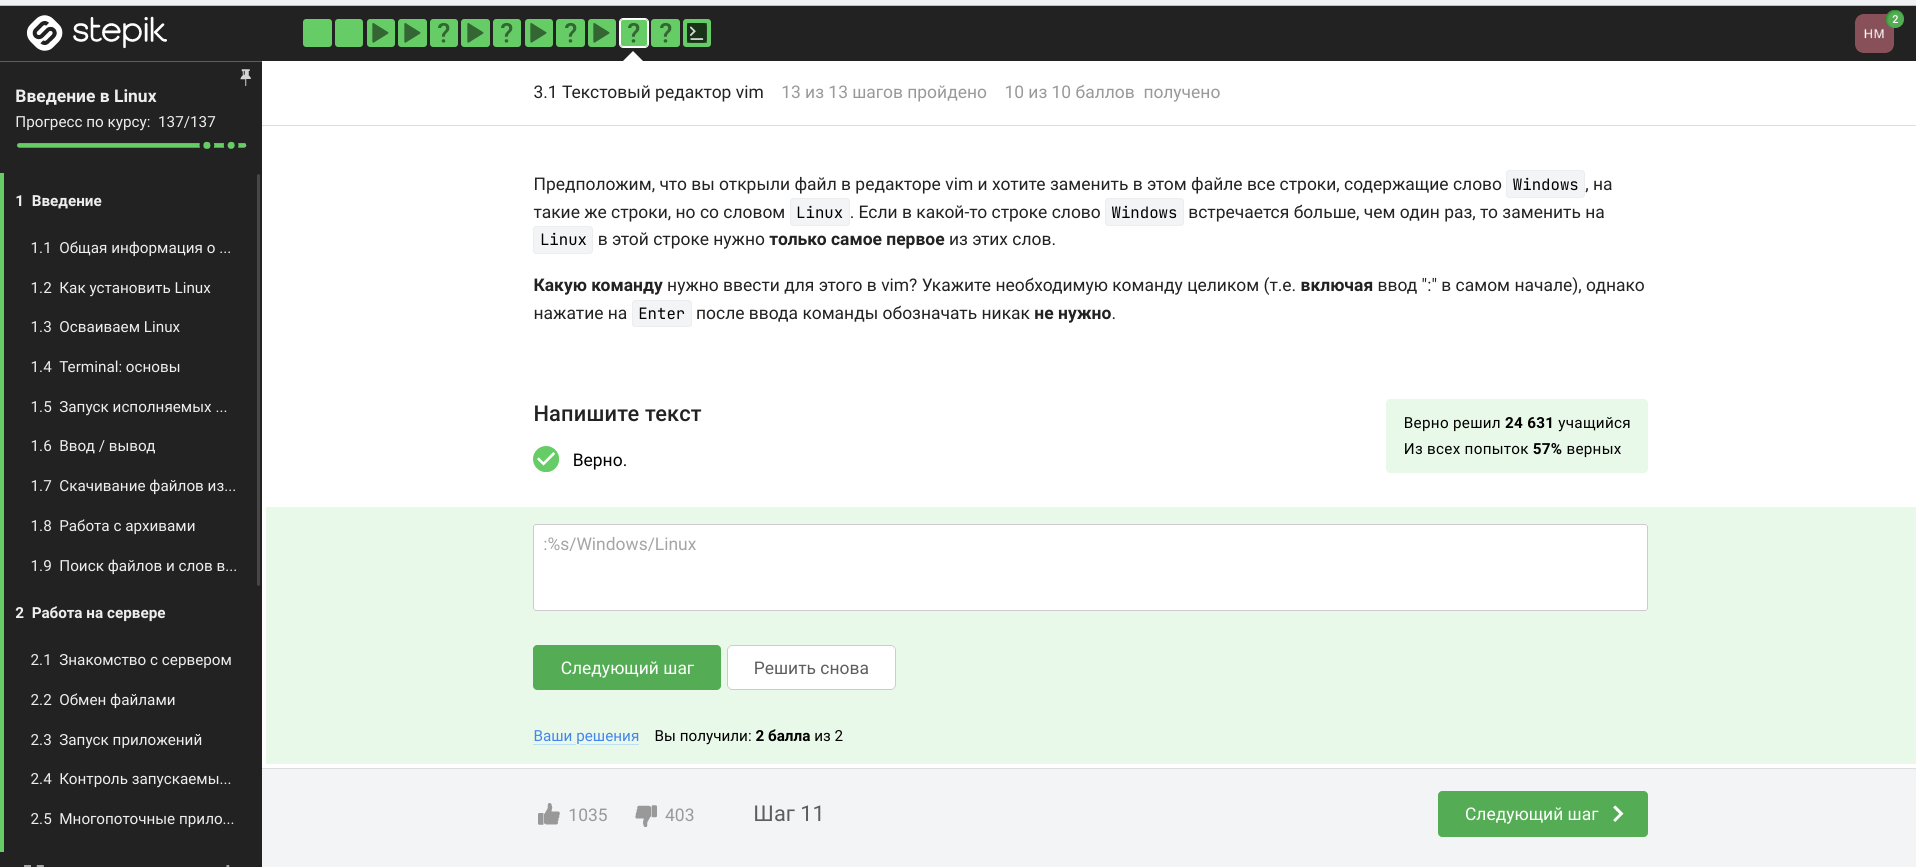 stepik
? ? ? ? ?
НМ
2
Введение в Linux
Прогресс по курсу: 137/137
1 Введение
1.1 Общая информация о ...
1.2 Как установить Linux
1.3 Осваиваем Linux
1.4 Terminal: основы
1.5 Запуск исполняемых ...
1.6 Ввод / вывод
1.7 Скачивание файлов из...
1.8 Работа с архивами
1.9 Поиск файлов и слов в...
2 Работа на сервере
2.1 Знакомство с сервером
2.2 Обмен файлами
2.3 Запуск приложений
2.4 Контроль запускаемы...
2.5 Многопоточные прило...
3.1 Текстовый редактор vim 13 из 13 шагов пройдено 10 из 10 баллов получено
Предположим, что вы открыли файл в редакторе vim и хотите заменить в этом файле все строки, содержащие слово Windows, на
такие же строки, но со словом Linux. Если в какой-то строке слово Windows встречается больше, чем один раз, то заменить на
Linux в этой строке нужно только самое первое из этих слов.
Какую команду нужно ввести для этого в vim? Укажите необходимую команду целиком (т.е. включая ввод ":" в самом начале), однако
нажатие на Enter после ввода команды обозначать никак не нужно.
Напишите текст
Верно.
Верно решил 24 631 учащийся
Из всех попыток 57% верных
:%s/Windows/Linux
Следующий шаг
Решить снова
Ваши решения Вы получили: 2 балла из 2
1035 403 Шаг 11
Следующий шаг